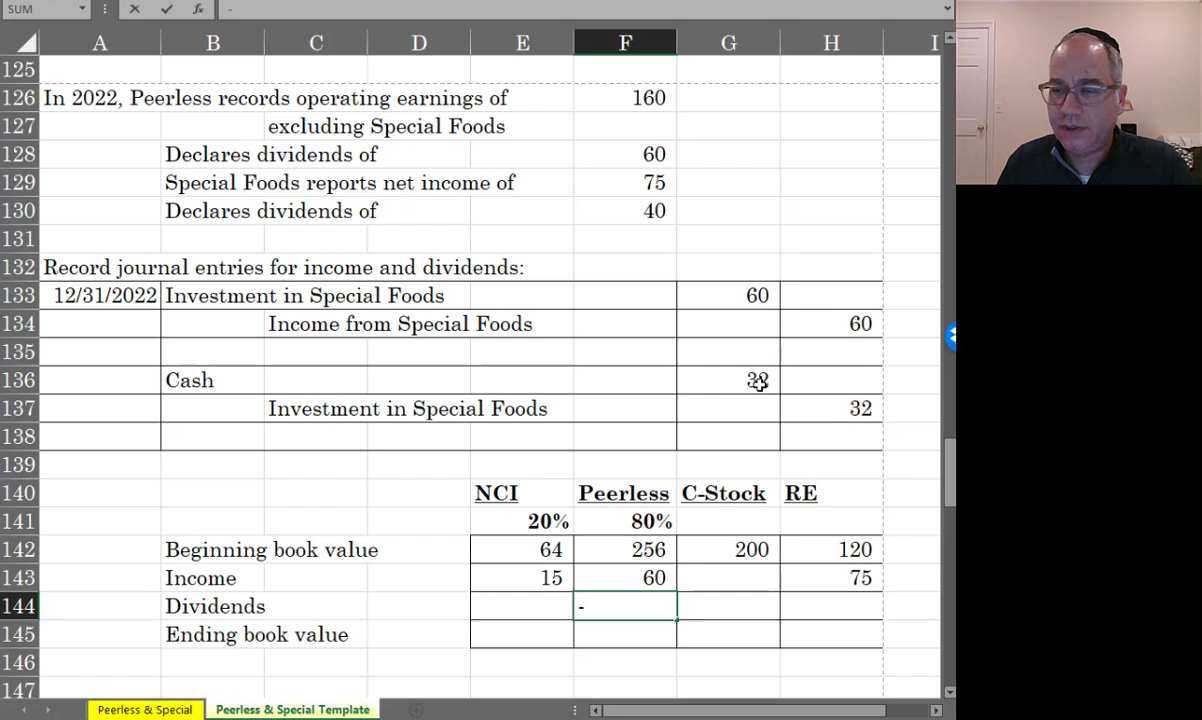 SUM -
A B C D E F G H I
125
126 In 2022, Peerless records operating earnings of 160
127 excluding Special Foods
128 Declares dividends of 60
129 Special Foods reports net income of 75
130 Declares dividends of 40
131
132 Record journal entries for income and dividends:
133 12/31/2022 Investment in Special Foods 60
134 Income from Special Foods 60
135
136 Cash 32
137 Investment in Special Foods 32
138
139
140 NCI Peerless C-Stock RE
141 20% 80%
142 Beginning book value 64 256 200 120
143 Income 15 60 75
144 Dividends -
145 Ending book value
146
147
Peerless & Special Peerless & Special Template